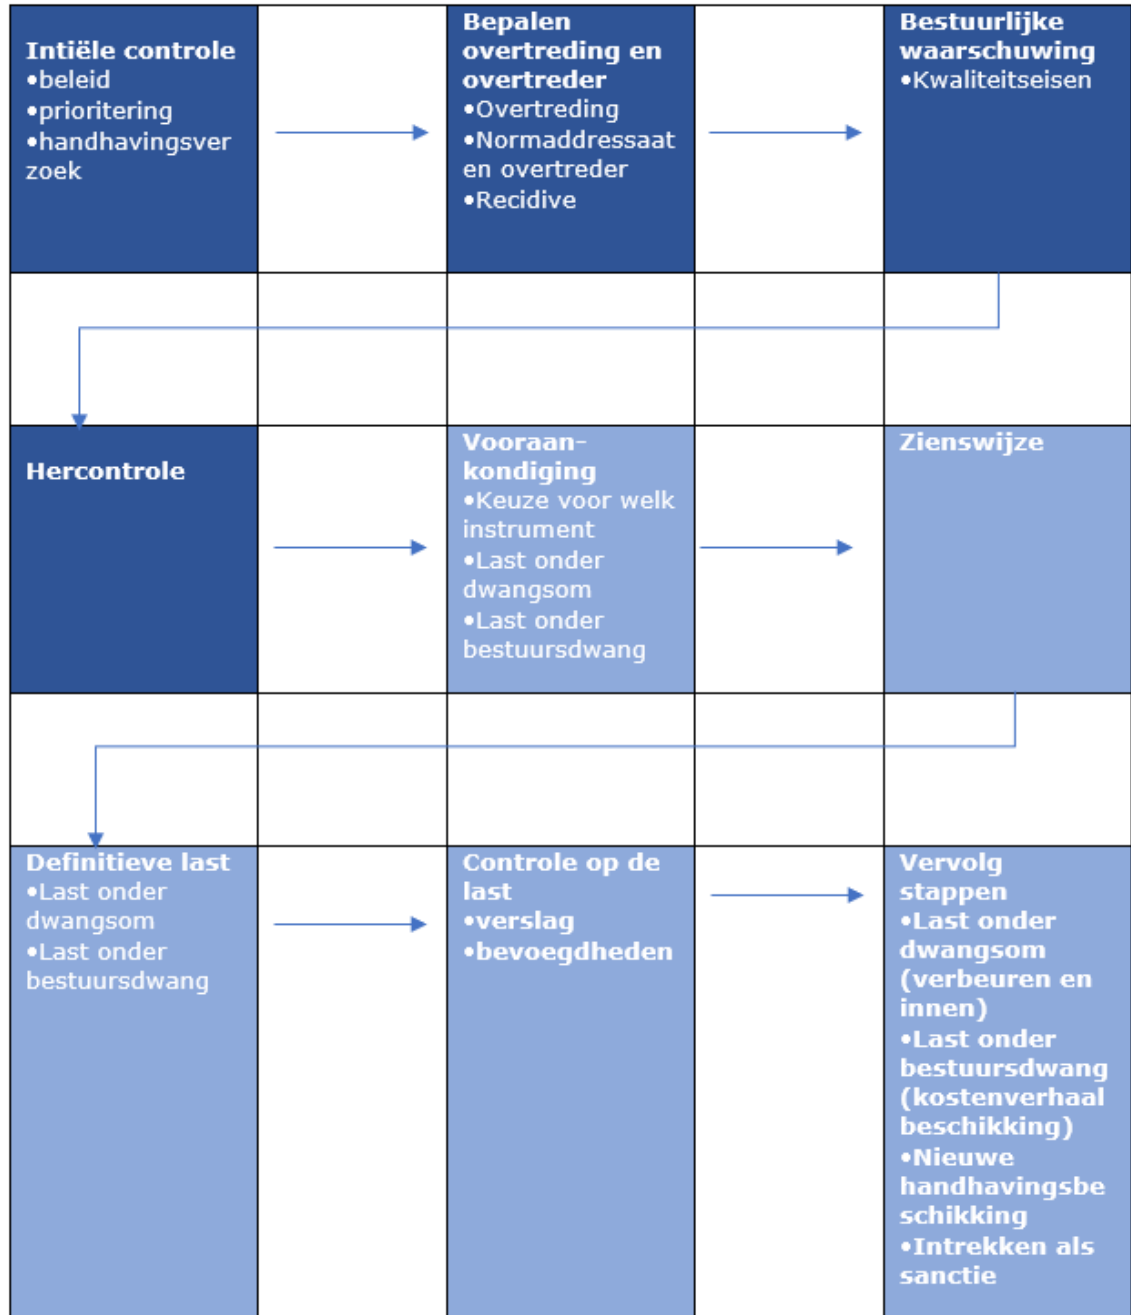 Intiële controle
•beleid
•prioritering
•handhavingsver
zoek
Bepalen
overtreding en
overtreder
•Overtreding
•Normaddressaat
en overtreder
•Recidive
Bestuurlijke
waarschuwing
•Kwaliteitseisen
Hercontrole
Vooraan-
kondiging
•Keuze voor welk
instrument
•Last onder
dwangsom
•Last onder
bestuursdwang
Zienswijze
Definitieve last
•Last onder
dwangsom
•Last onder
bestuursdwang
Controle op de
last
•verslag
•bevoegdheden
Vervolg
stappen
•Last onder
dwangsom
(verbeuren en
innen)
•Last onder
bestuursdwang
(kostenverhaal
beschikking)
•Nieuwe
handhavingsbe
schikking
•Intrekken als
sanctie